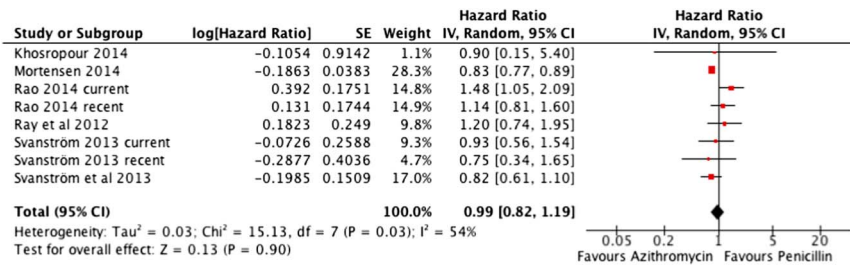 Hazard Ratio Hazard Ratio
Study or Subgroup log[Hazard Ratio] SE Weight IV, Random, 95% CI IV, Random, 95% CI
Khosropour 2014 −0.1054 0.9142 1.1% 0.90 [0.15, 5.40]
Mortensen 2014 −0.1863 0.0383 28.3% 0.83 [0.77, 0.89]
Rao 2014 current 0.392 0.1751 14.8% 1.48 [1.05, 2.09]
Rao 2014 recent 0.131 0.1744 14.9% 1.14 [0.81, 1.60]
Ray et al 2012 0.1823 0.249 9.8% 1.20 [0.74, 1.95]
Svanström 2013 current −0.0726 0.2588 9.3% 0.93 [0.56, 1.54]
Svanström 2013 recent −0.2877 0.4036 4.7% 0.75 [0.34, 1.65]
Svanström et al 2013 −0.1985 0.1509 17.0% 0.82 [0.61, 1.10]
Total (95% CI) 100.0% 0.99 [0.82, 1.19]
Heterogeneity: Tau² = 0.03; Chi² = 15.13, df = 7 (P = 0.03); I² = 54%
Test for overall effect: Z = 0.13 (P = 0.90)
0.05 0.2 1 5 20
Favours Azithromycin Favours Penicillin